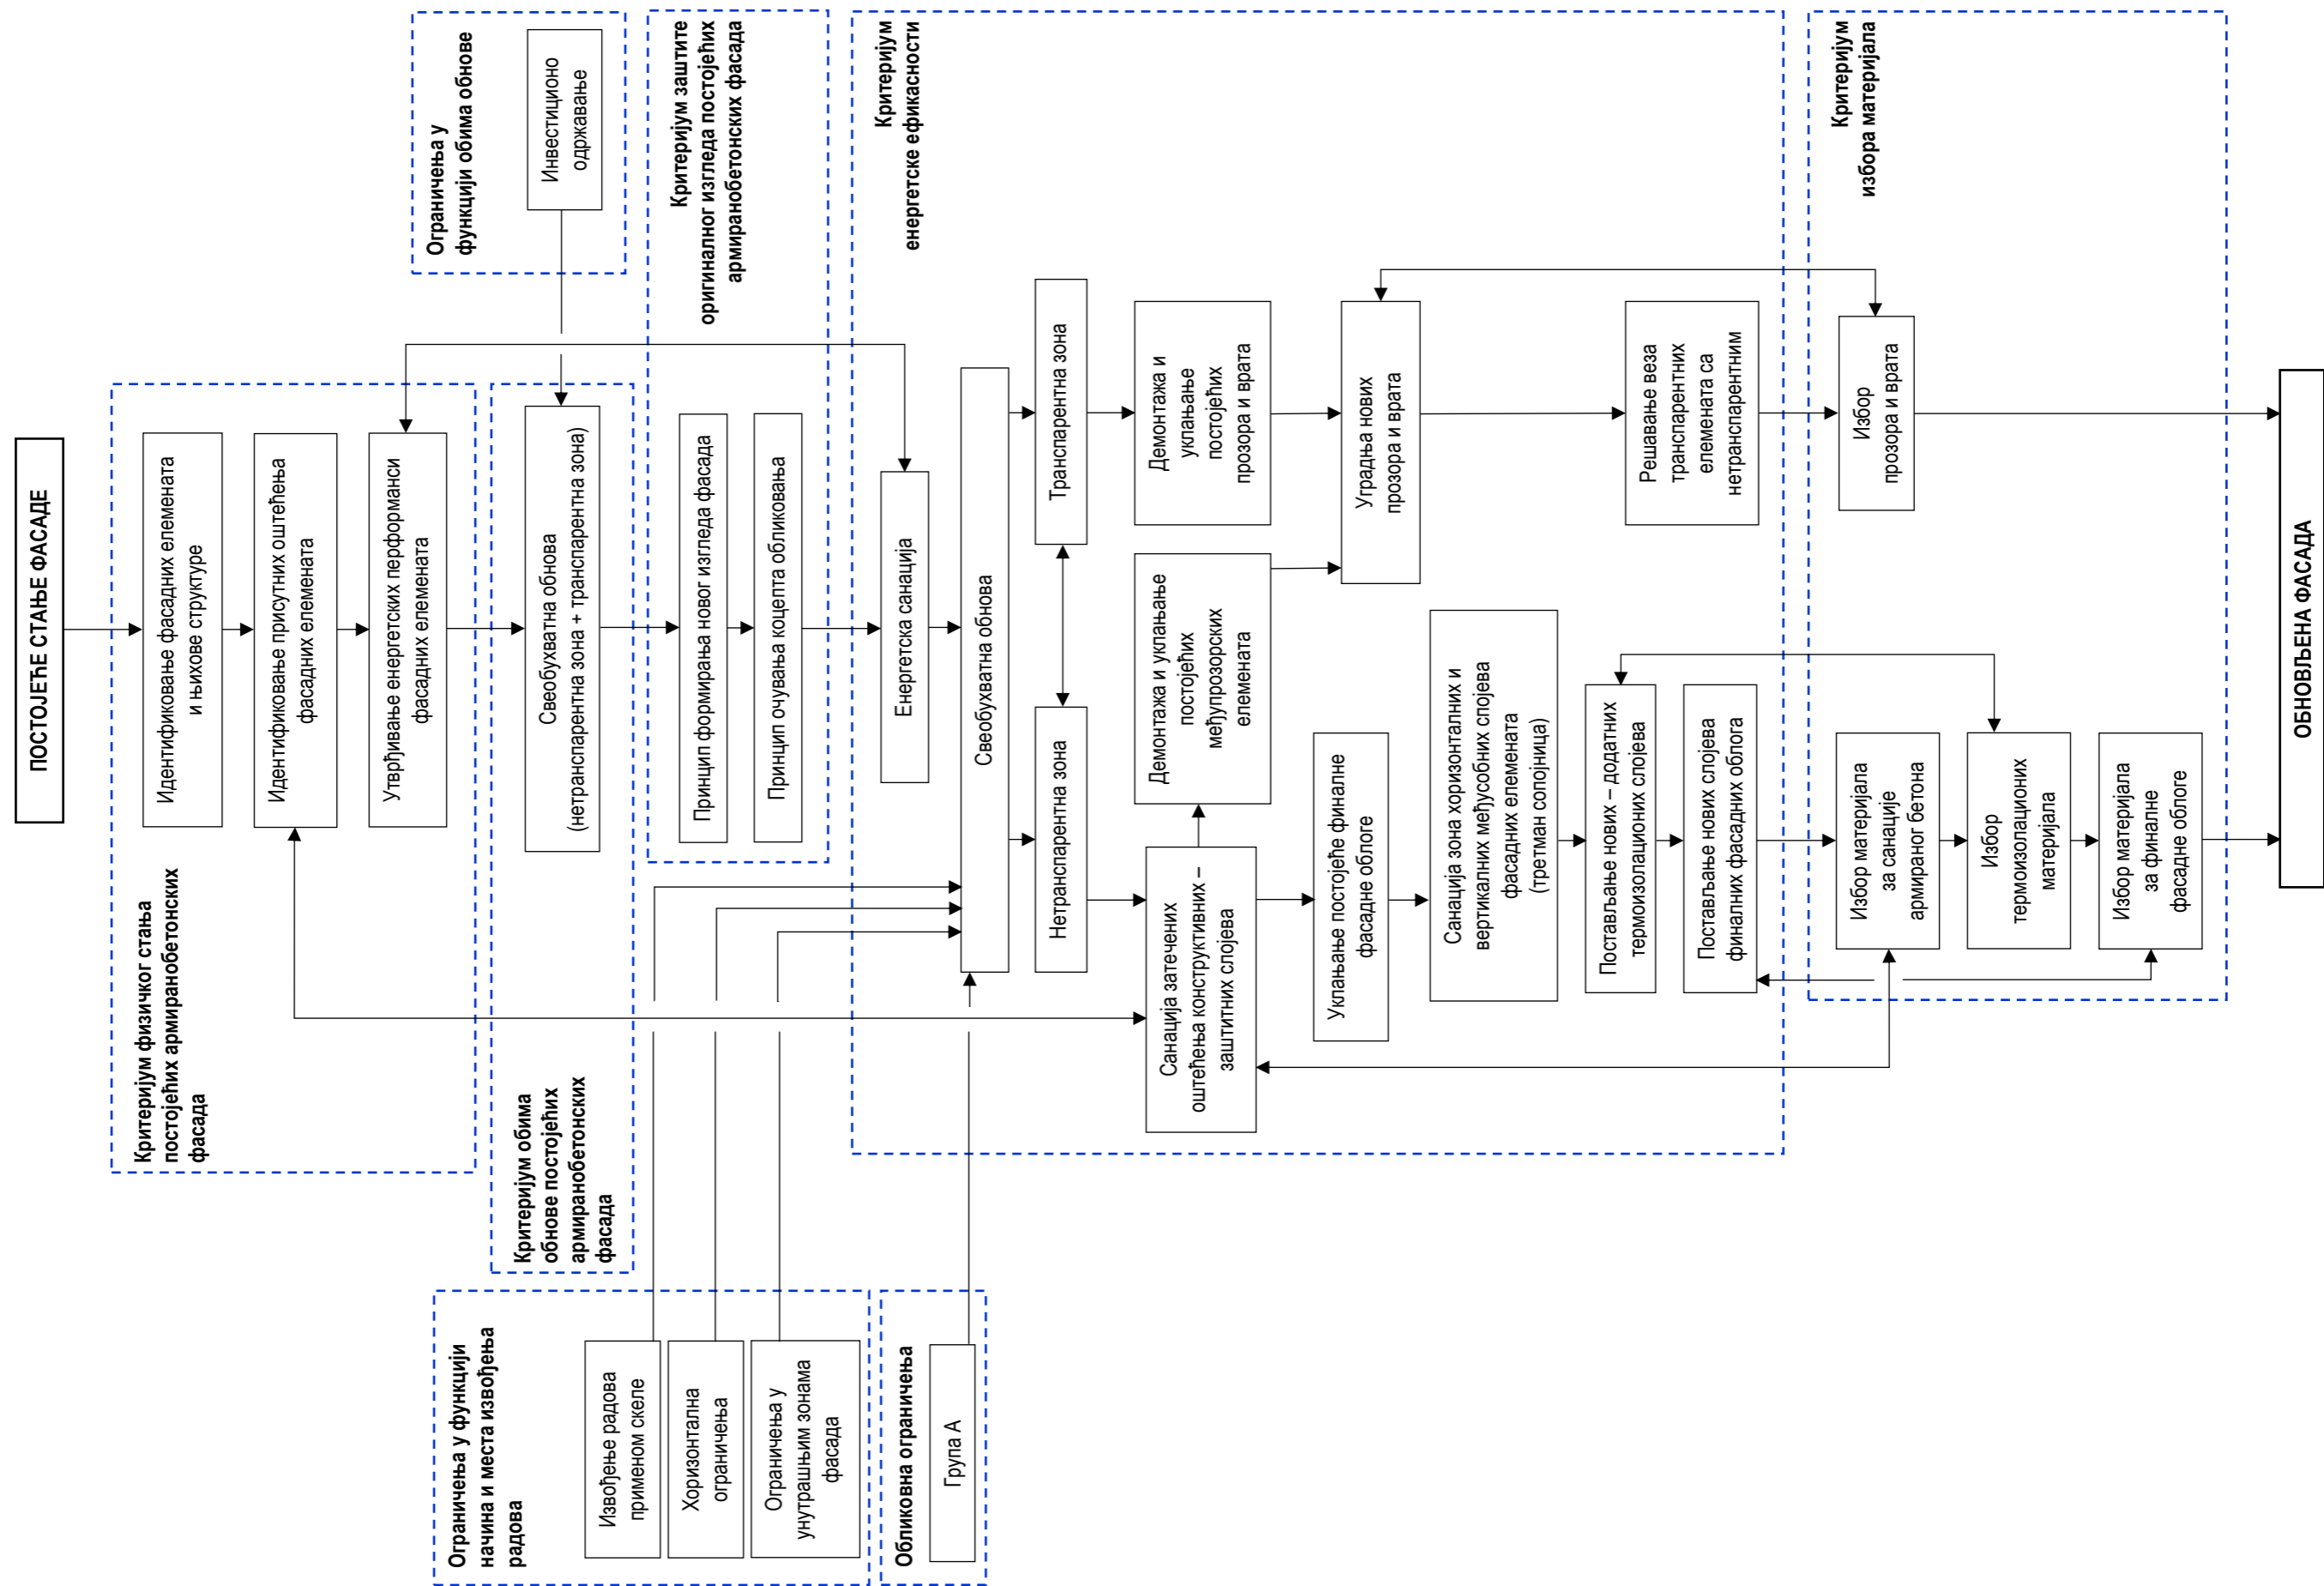 ПОСТОЈЕЋЕ СТАЊЕ ФАСАДЕ
Критеријум физичког стања
постојећих армиранобетонских
фасада
Идентификовање фасадних елемената
и њихове структуре
Идентификовање присутних оштећења
фасадних елемената
Утврђивање енергетских перформанси
фасадних елемената
Ограничења у
функцији обима обнове
Инвестиционо
одржавање
Критеријум обима
обнове постојећих
армиранобетонских
фасада
Свеобухватна обнова
(нетранспарентна зона + транспарентна зона)
Критеријум заштите
оригиналног изгледа постојећих
армиранобетонских фасада
Принцип формирања новог изгледа фасада
Принцип очувања коцепта обликовања
Ограничења у функцији
начина и места извођења
радова
Извођење радова
применом скеле
Хоризонтална
ограничења
Ограничења у
унутрашњим зонама
фасада
Обликовна ограничења
Група А
Критеријум
енергетске ефикасности
Енергетска санација
Свеобухватна обнова
Нетранспарентна зона
Транспарентна зона
Санација затечених
оштећења конструктивних –
заштитних слојева
Демонтажа и уклањање
постојећих
међупрозорских
елемената
Демонтажа и
уклањање
постојећих
прозора и врата
Уклањање постојеће финалне
фасадне облоге
Уградња нових
прозора и врата
Санација зона хоризонталних и
вертикалних међусобних спојева
фасадних елемената
(третман сопојница)
Постављање нових – додатних
термоизолационих слојева
Постављање нових слојева
финалних фасадних облога
Решавање веза
транспарентних
елемената са
нетранспарентним
Критеријум
избора материјала
Избор материјала
за санације
армираног бетона
Избор
термоизолационих
материјала
Избор материјала
за финалне
фасадне облоге
Избор
прозора и врата
ОБНОВЉЕНА ФАСАДА